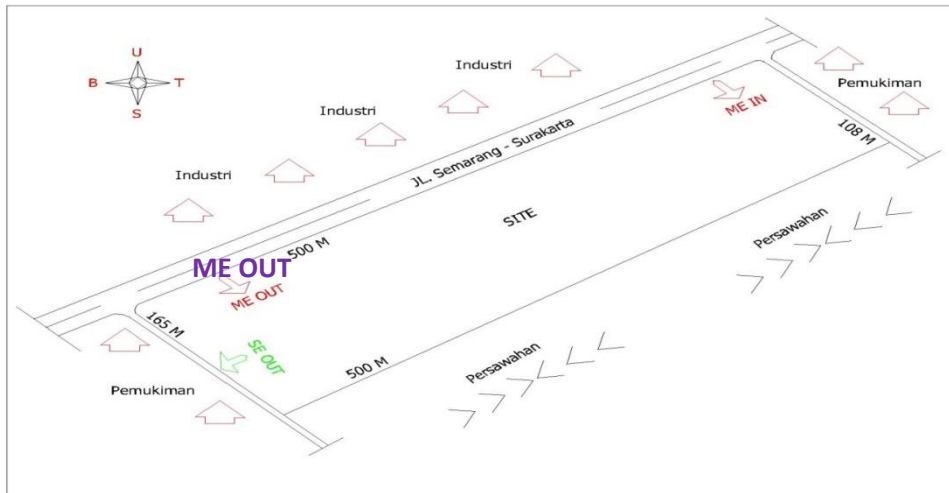 U
B T
S
Industri
Industri
Industri
Pemukiman
ME IN
108 M
JL. Semarang - Surakarta
SITE
500 M
ME OUT
ME OUT
165 M
SE OUT
500 M
Persawahan
Persawahan
Pemukiman